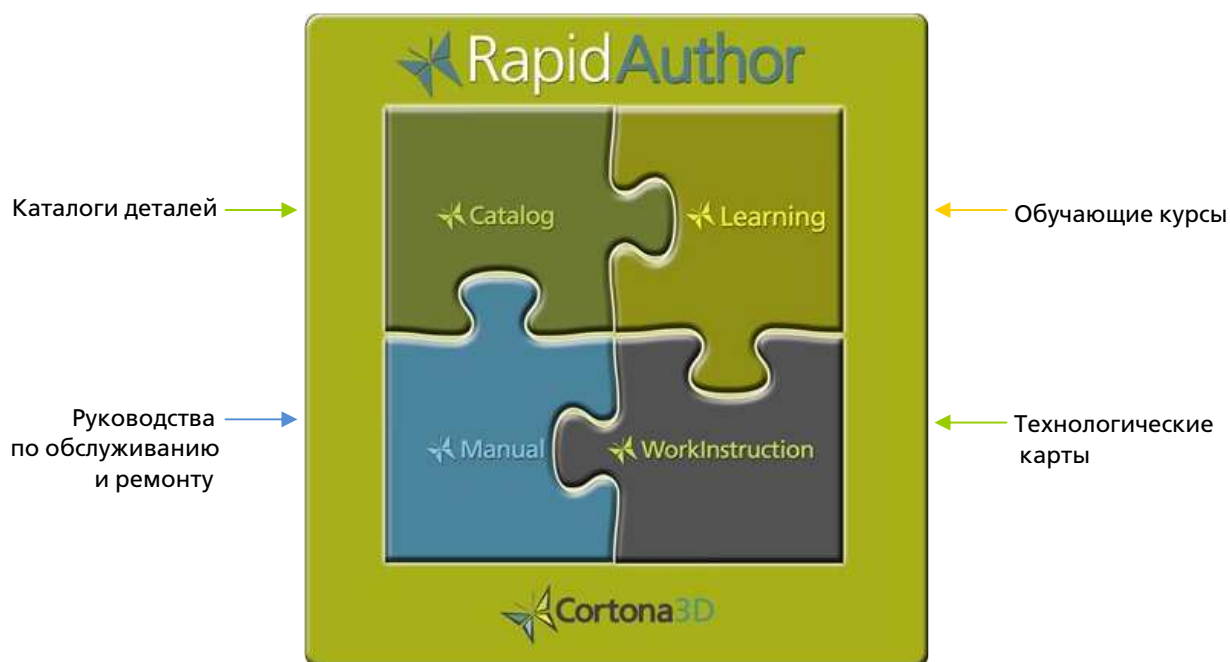 RapidAuthor
Каталоги деталей
Catalog
Learning
Обучающие курсы
Руководства
по обслуживанию
и ремонту
Manual
WorkInstruction
Технологические
карты
Cortona3D